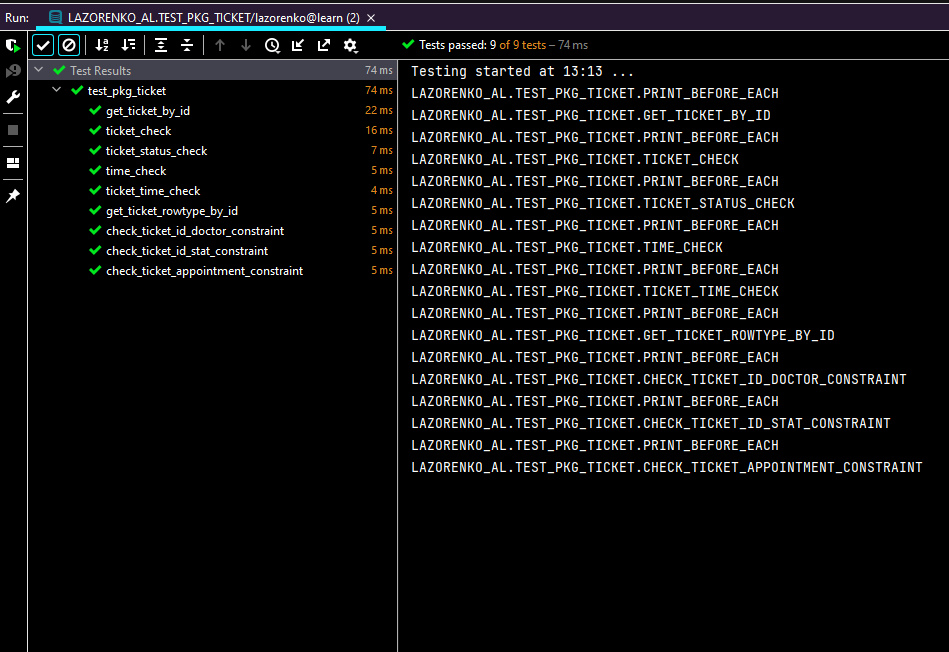 Run: LAZORENKO_AL.TEST_PKG_TICKET/lazorenko@learn (2) ×
Tests passed: 9 of 9 tests – 74 ms
Test Results 74 ms
test_pkg_ticket 74 ms
get_ticket_by_id 22 ms
ticket_check 16 ms
ticket_status_check 7 ms
time_check 5 ms
ticket_time_check 4 ms
get_ticket_rowtype_by_id 5 ms
check_ticket_id_doctor_constraint 5 ms
check_ticket_id_stat_constraint 5 ms
check_ticket_appointment_constraint 5 ms
Testing started at 13:13 ...
LAZORENKO_AL.TEST_PKG_TICKET.PRINT_BEFORE_EACH
LAZORENKO_AL.TEST_PKG_TICKET.GET_TICKET_BY_ID
LAZORENKO_AL.TEST_PKG_TICKET.PRINT_BEFORE_EACH
LAZORENKO_AL.TEST_PKG_TICKET.TICKET_CHECK
LAZORENKO_AL.TEST_PKG_TICKET.PRINT_BEFORE_EACH
LAZORENKO_AL.TEST_PKG_TICKET.TICKET_STATUS_CHECK
LAZORENKO_AL.TEST_PKG_TICKET.PRINT_BEFORE_EACH
LAZORENKO_AL.TEST_PKG_TICKET.TIME_CHECK
LAZORENKO_AL.TEST_PKG_TICKET.PRINT_BEFORE_EACH
LAZORENKO_AL.TEST_PKG_TICKET.TICKET_TIME_CHECK
LAZORENKO_AL.TEST_PKG_TICKET.PRINT_BEFORE_EACH
LAZORENKO_AL.TEST_PKG_TICKET.GET_TICKET_ROWTYPE_BY_ID
LAZORENKO_AL.TEST_PKG_TICKET.PRINT_BEFORE_EACH
LAZORENKO_AL.TEST_PKG_TICKET.CHECK_TICKET_ID_DOCTOR_CONSTRAINT
LAZORENKO_AL.TEST_PKG_TICKET.PRINT_BEFORE_EACH
LAZORENKO_AL.TEST_PKG_TICKET.CHECK_TICKET_ID_STAT_CONSTRAINT
LAZORENKO_AL.TEST_PKG_TICKET.PRINT_BEFORE_EACH
LAZORENKO_AL.TEST_PKG_TICKET.CHECK_TICKET_APPOINTMENT_CONSTRAINT